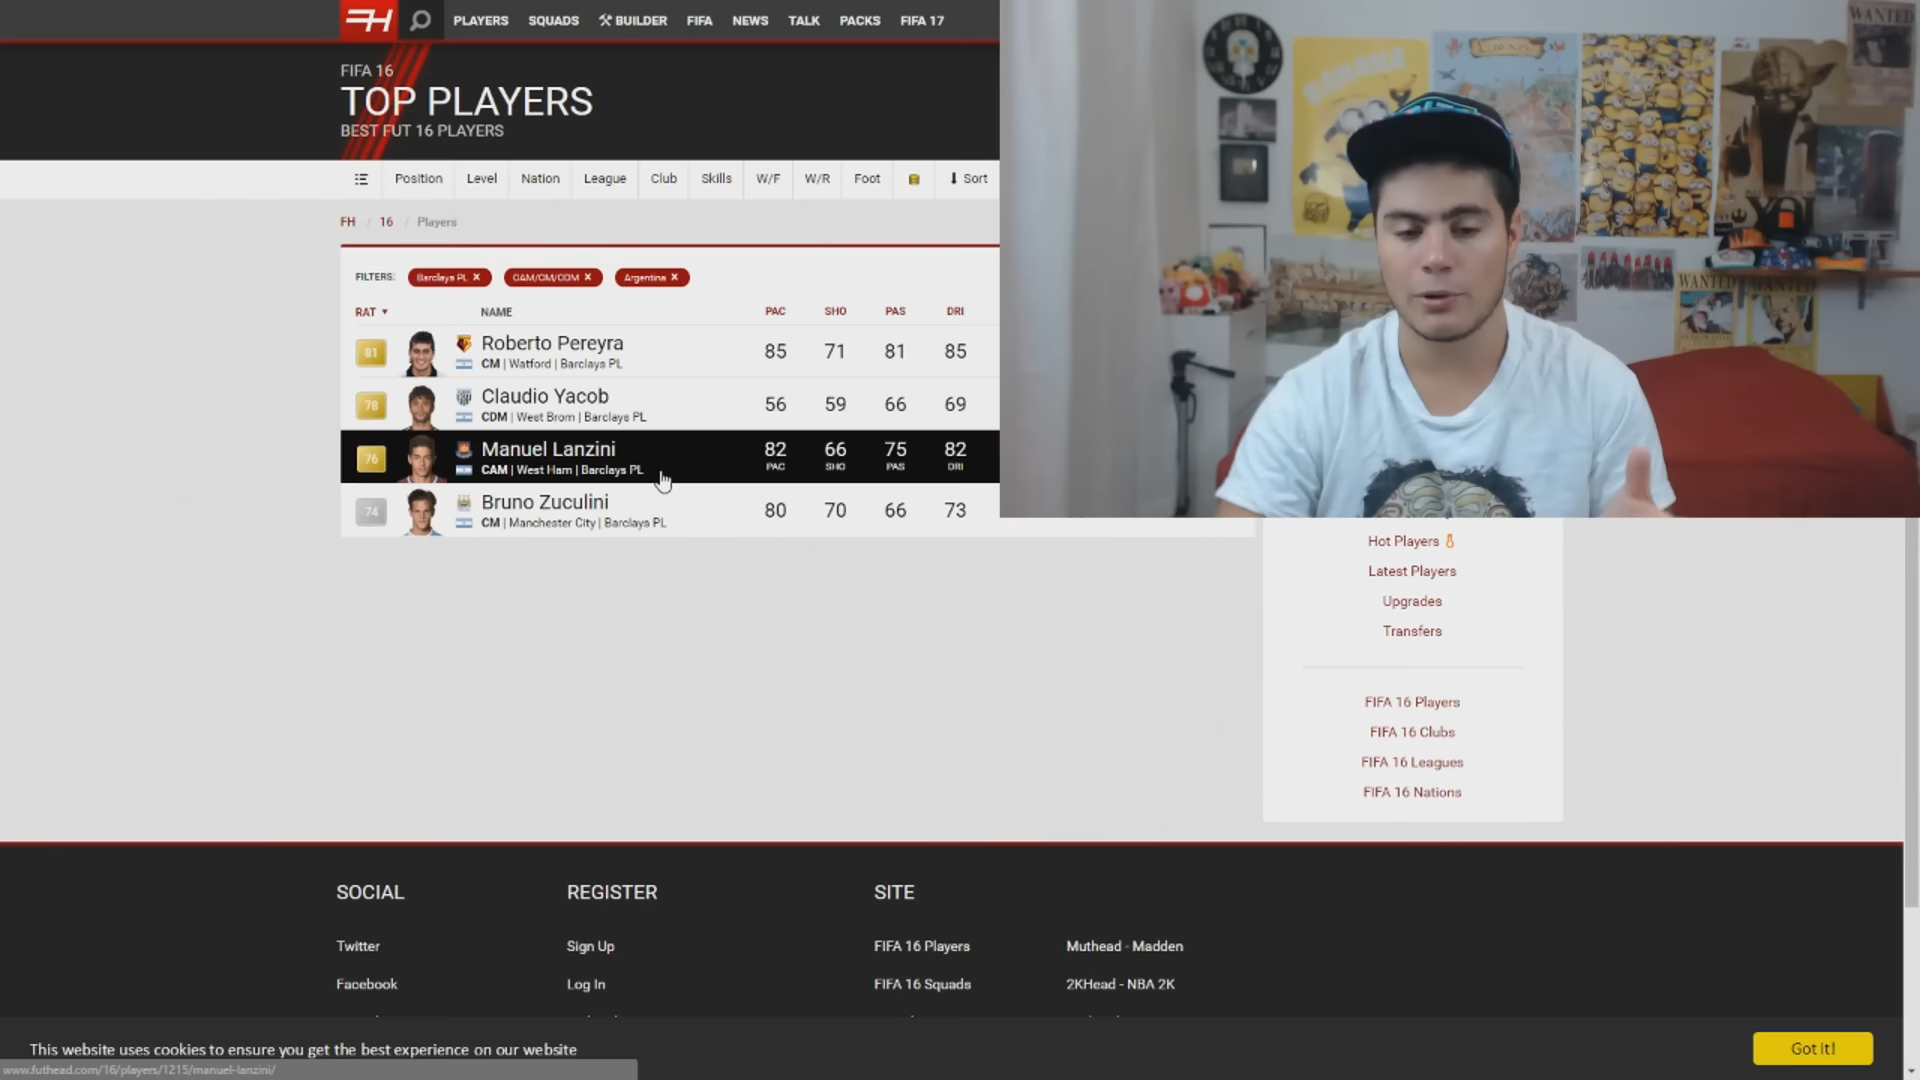 PLAYERS SQUADS BUILDER FIFA NEWS TALK PACKS FIFA 17
FIFA 16
TOP PLAYERS
BEST FUT 16 PLAYERS
Position Level Nation League Club Skills W/F W/R Foot Sort
FH / 16 / Players
FILTERS: Barclays PL × CAM/CM/CDM × Argentina ×
RAT NAME PAC SHO PAS DRI
81 Roberto Pereyra 85 71 81 85
CM | Watford | Barclays PL
78 Claudio Yacob 56 59 66 69
CDM | West Brom | Barclays PL
76 Manuel Lanzini 82 66 75 82
CAM | West Ham | Barclays PL PAC SHO PAS DRI
74 Bruno Zuculini 80 70 66 73
CM | Manchester City | Barclays PL
WANTED
BANANA
YODA
WANTED
WANTED
Hot Players
Latest Players
Upgrades
Transfers
FIFA 16 Players
FIFA 16 Clubs
FIFA 16 Leagues
FIFA 16 Nations
SOCIAL REGISTER SITE
Twitter Sign Up FIFA 16 Players Muthead - Madden
Facebook Log In FIFA 16 Squads 2KHead - NBA 2K
This website uses cookies to ensure you get the best experience on our website
Got It!
www.futhead.com/16/players/1215/manuel-lanzini/